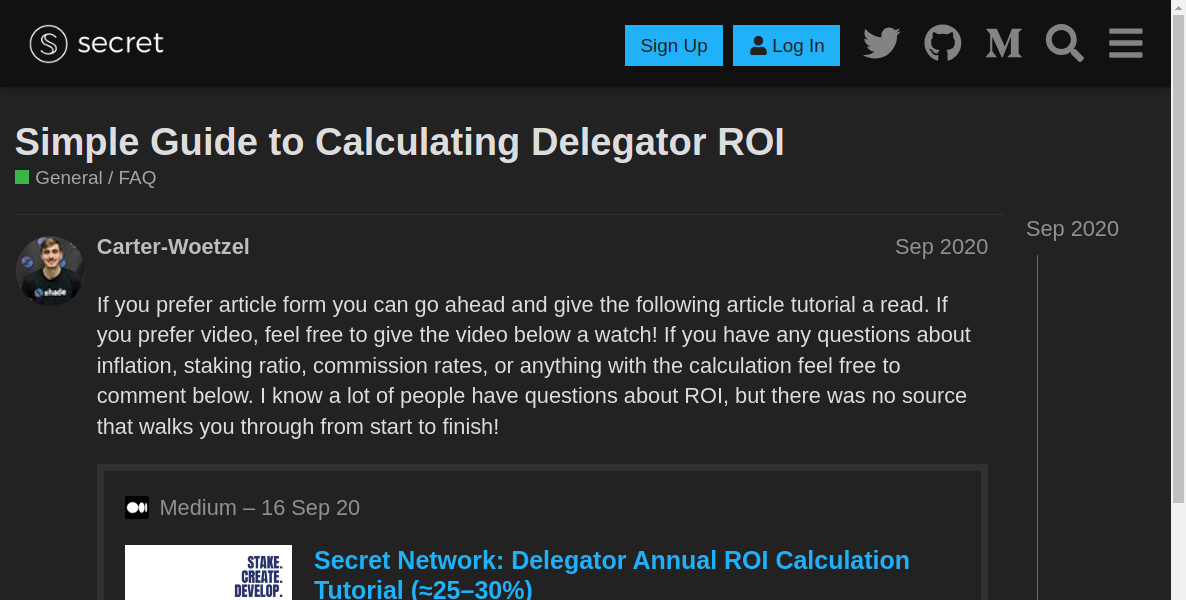 secret
Sign Up
Log In
Simple Guide to Calculating Delegator ROI
General / FAQ
Carter-Woetzel
Sep 2020
Sep 2020
If you prefer article form you can go ahead and give the following article tutorial a read. If
you prefer video, feel free to give the video below a watch! If you have any questions about
inflation, staking ratio, commission rates, or anything with the calculation feel free to
comment below. I know a lot of people have questions about ROI, but there was no source
that walks you through from start to finish!
Medium – 16 Sep 20
STAKE.
CREATE.
DEVELOP.
Secret Network: Delegator Annual ROI Calculation
Tutorial (≈25–30%)
shade